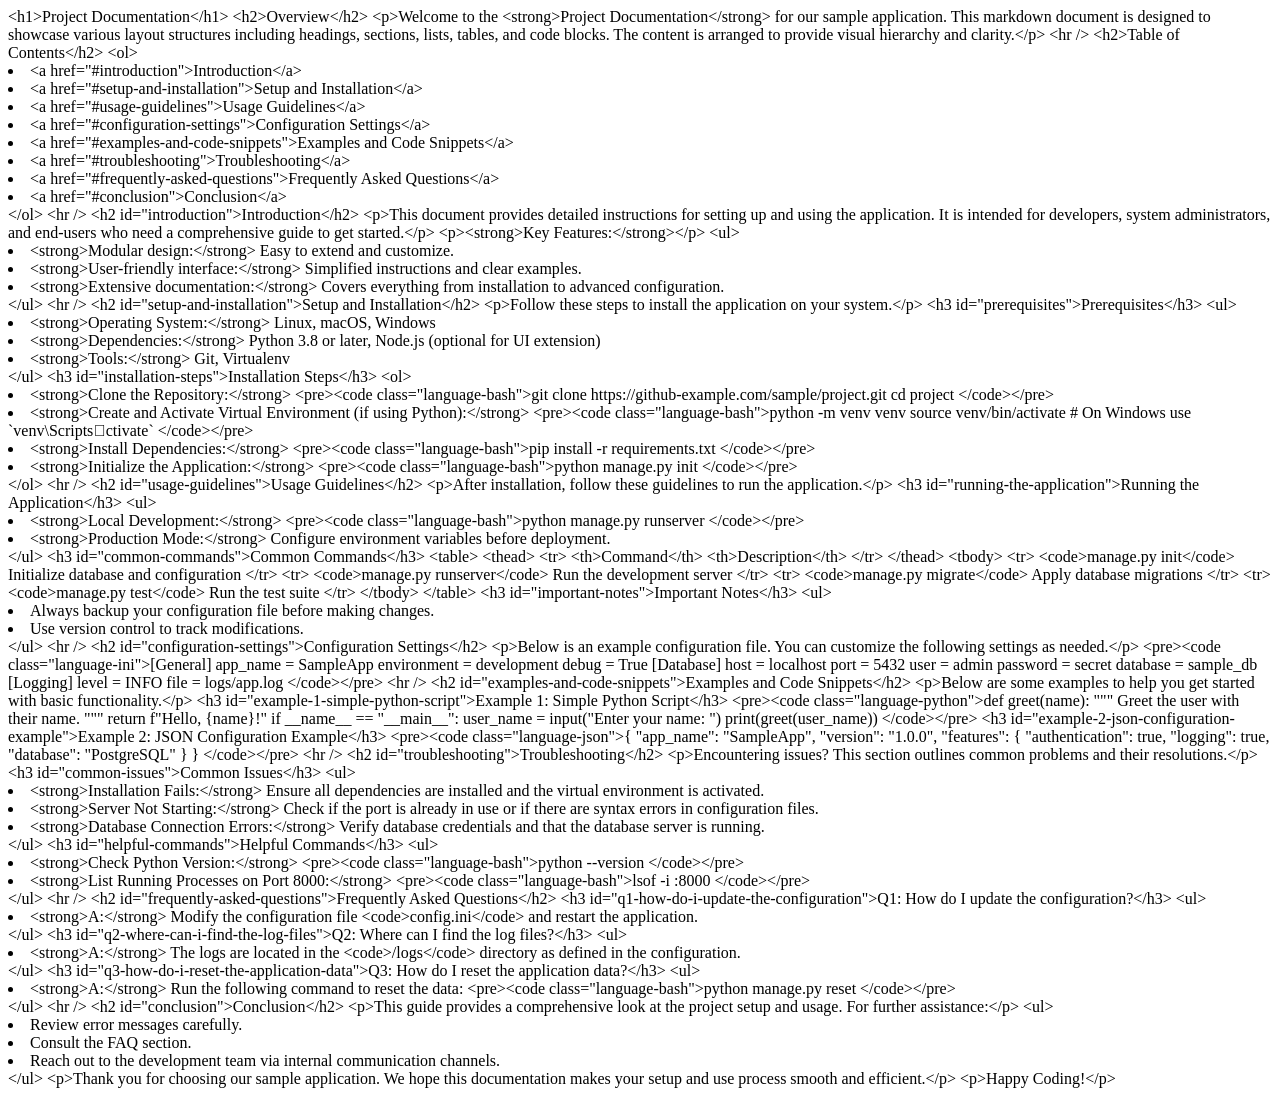 <h1>Project Documentation</h1> <h2>Overview</h2> <p>Welcome to the <strong>Project Documentation</strong> for our sample application. This markdown document is designed to
showcase various layout structures including headings, sections, lists, tables, and code blocks. The content is arranged to provide visual hierarchy and clarity.</p> <hr /> <h2>Table of
Contents</h2> <ol>
• <a href="#introduction">Introduction</a>
• <a href="#setup-and-installation">Setup and Installation</a>
• <a href="#usage-guidelines">Usage Guidelines</a>
• <a href="#configuration-settings">Configuration Settings</a>
• <a href="#examples-and-code-snippets">Examples and Code Snippets</a>
• <a href="#troubleshooting">Troubleshooting</a>
• <a href="#frequently-asked-questions">Frequently Asked Questions</a>
• <a href="#conclusion">Conclusion</a>
</ol> <hr /> <h2 id="introduction">Introduction</h2> <p>This document provides detailed instructions for setting up and using the application. It is intended for developers, system administrators,
and end-users who need a comprehensive guide to get started.</p> <p><strong>Key Features:</strong></p> <ul>
• <strong>Modular design:</strong> Easy to extend and customize.
• <strong>User-friendly interface:</strong> Simplified instructions and clear examples.
• <strong>Extensive documentation:</strong> Covers everything from installation to advanced configuration.
</ul> <hr /> <h2 id="setup-and-installation">Setup and Installation</h2> <p>Follow these steps to install the application on your system.</p> <h3 id="prerequisites">Prerequisites</h3> <ul>
• <strong>Operating System:</strong> Linux, macOS, Windows
• <strong>Dependencies:</strong> Python 3.8 or later, Node.js (optional for UI extension)
• <strong>Tools:</strong> Git, Virtualenv
</ul> <h3 id="installation-steps">Installation Steps</h3> <ol>
• <strong>Clone the Repository:</strong> <pre><code class="language-bash">git clone https://github-example.com/sample/project.git cd project </code></pre>
• <strong>Create and Activate Virtual Environment (if using Python):</strong> <pre><code class="language-bash">python -m venv venv source venv/bin/activate # On Windows use
`venv\Scripts□ctivate` </code></pre>
• <strong>Install Dependencies:</strong> <pre><code class="language-bash">pip install -r requirements.txt </code></pre>
• <strong>Initialize the Application:</strong> <pre><code class="language-bash">python manage.py init </code></pre>
</ol> <hr /> <h2 id="usage-guidelines">Usage Guidelines</h2> <p>After installation, follow these guidelines to run the application.</p> <h3 id="running-the-application">Running the
Application</h3> <ul>
• <strong>Local Development:</strong> <pre><code class="language-bash">python manage.py runserver </code></pre>
• <strong>Production Mode:</strong> Configure environment variables before deployment.
</ul> <h3 id="common-commands">Common Commands</h3> <table> <thead> <tr> <th>Command</th> <th>Description</th> </tr> </thead> <tbody> <tr> <code>manage.py init</code>
Initialize database and configuration </tr> <tr> <code>manage.py runserver</code> Run the development server </tr> <tr> <code>manage.py migrate</code> Apply database migrations </tr> <tr>
<code>manage.py test</code> Run the test suite </tr> </tbody> </table> <h3 id="important-notes">Important Notes</h3> <ul>
• Always backup your configuration file before making changes.
• Use version control to track modifications.
</ul> <hr /> <h2 id="configuration-settings">Configuration Settings</h2> <p>Below is an example configuration file. You can customize the following settings as needed.</p> <pre><code
class="language-ini">[General] app_name = SampleApp environment = development debug = True [Database] host = localhost port = 5432 user = admin password = secret database = sample_db
[Logging] level = INFO file = logs/app.log </code></pre> <hr /> <h2 id="examples-and-code-snippets">Examples and Code Snippets</h2> <p>Below are some examples to help you get started
with basic functionality.</p> <h3 id="example-1-simple-python-script">Example 1: Simple Python Script</h3> <pre><code class="language-python">def greet(name): """ Greet the user with
their name. """ return f"Hello, {name}!" if __name__ == "__main__": user_name = input("Enter your name: ") print(greet(user_name)) </code></pre> <h3 id="example-2-json-configuration-
example">Example 2: JSON Configuration Example</h3> <pre><code class="language-json">{ "app_name": "SampleApp", "version": "1.0.0", "features": { "authentication": true, "logging": true,
"database": "PostgreSQL" } } </code></pre> <hr /> <h2 id="troubleshooting">Troubleshooting</h2> <p>Encountering issues? This section outlines common problems and their resolutions.</p>
<h3 id="common-issues">Common Issues</h3> <ul>
• <strong>Installation Fails:</strong> Ensure all dependencies are installed and the virtual environment is activated.
• <strong>Server Not Starting:</strong> Check if the port is already in use or if there are syntax errors in configuration files.
• <strong>Database Connection Errors:</strong> Verify database credentials and that the database server is running.
</ul> <h3 id="helpful-commands">Helpful Commands</h3> <ul>
• <strong>Check Python Version:</strong> <pre><code class="language-bash">python --version </code></pre>
• <strong>List Running Processes on Port 8000:</strong> <pre><code class="language-bash">lsof -i :8000 </code></pre>
</ul> <hr /> <h2 id="frequently-asked-questions">Frequently Asked Questions</h2> <h3 id="q1-how-do-i-update-the-configuration">Q1: How do I update the configuration?</h3> <ul>
• <strong>A:</strong> Modify the configuration file <code>config.ini</code> and restart the application.
</ul> <h3 id="q2-where-can-i-find-the-log-files">Q2: Where can I find the log files?</h3> <ul>
• <strong>A:</strong> The logs are located in the <code>/logs</code> directory as defined in the configuration.
</ul> <h3 id="q3-how-do-i-reset-the-application-data">Q3: How do I reset the application data?</h3> <ul>
• <strong>A:</strong> Run the following command to reset the data: <pre><code class="language-bash">python manage.py reset </code></pre>
</ul> <hr /> <h2 id="conclusion">Conclusion</h2> <p>This guide provides a comprehensive look at the project setup and usage. For further assistance:</p> <ul>
• Review error messages carefully.
• Consult the FAQ section.
• Reach out to the development team via internal communication channels.
</ul> <p>Thank you for choosing our sample application. We hope this documentation makes your setup and use process smooth and efficient.</p> <p>Happy Coding!</p>